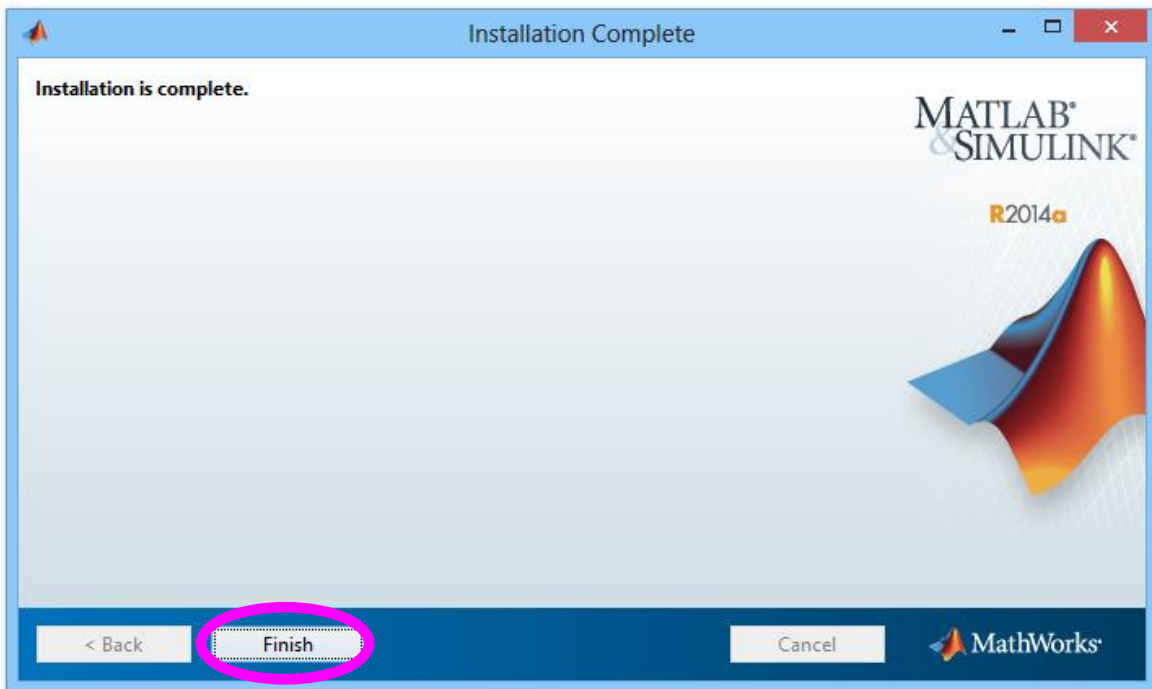 Installation Complete
Installation is complete.
MATLAB®
&SIMULINK®
R2014a
< Back
Finish
Cancel
MathWorks®